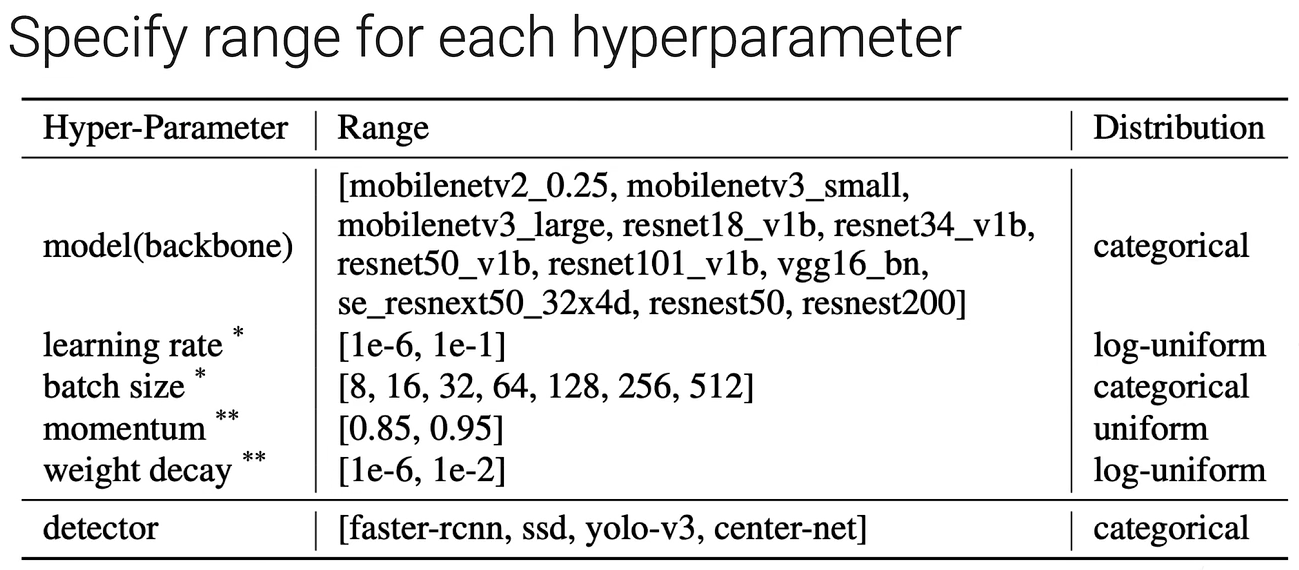 Specify range for each hyperparameter
Hyper-Parameter Range Distribution
[mobilenetv2_0.25, mobilenetv3_small,
mobilenetv3_large, resnet18_v1b, resnet34_v1b,
model(backbone) categorical
resnet50_v1b, resnet101_v1b, vgg16_bn,
se_resnext50_32x4d, resnest50, resnest200]
learning rate * [1e-6, 1e-1] log-uniform
batch size * [8, 16, 32, 64, 128, 256, 512] categorical
momentum ** [0.85, 0.95] uniform
weight decay ** [1e-6, 1e-2] log-uniform
detector [faster-rcnn, ssd, yolo-v3, center-net] categorical